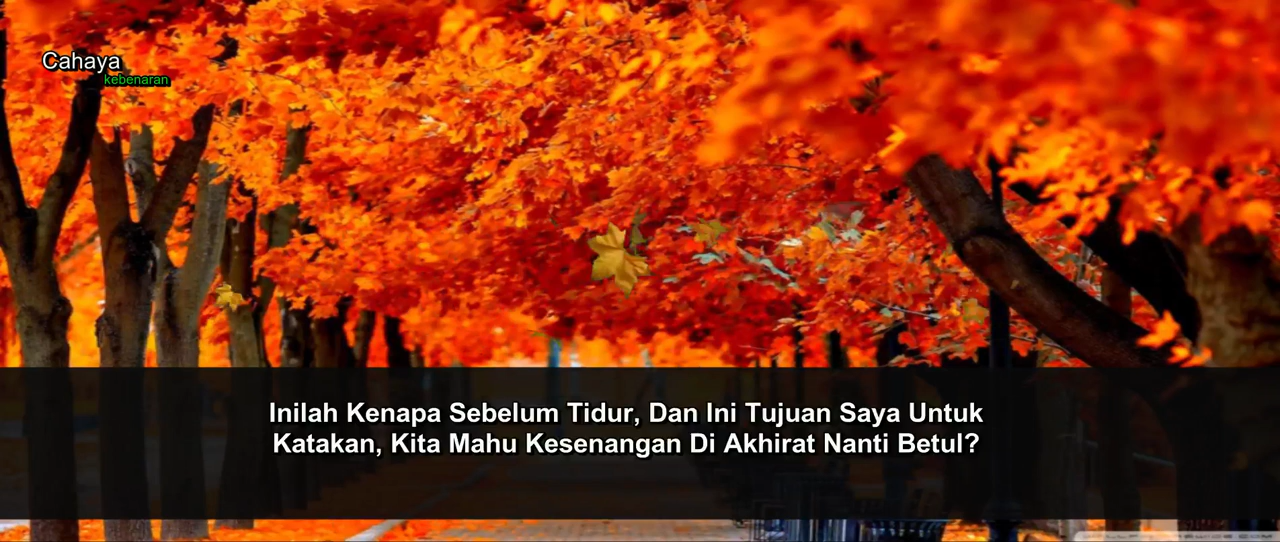 Cahaya
kebenaran
Inilah Kenapa Sebelum Tidur, Dan Ini Tujuan Saya Untuk
Katakan, Kita Mahu Kesenangan Di Akhirat Nanti Betul?